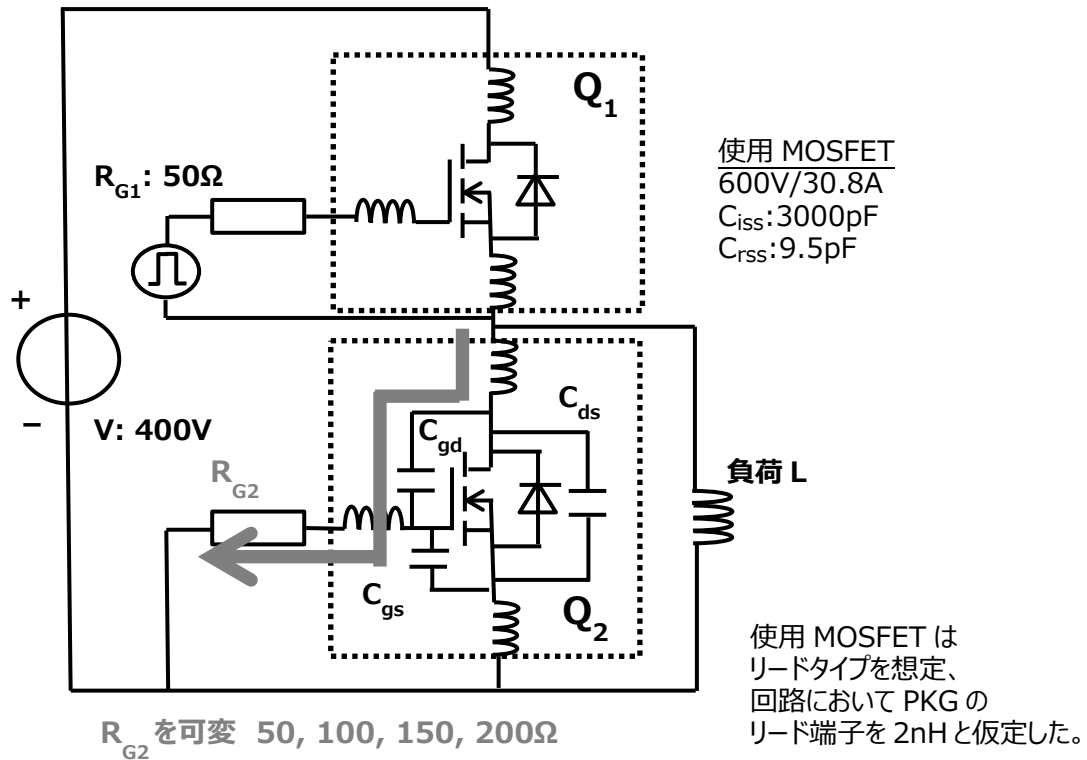 Q1
RG1: 50Ω
使用 MOSFET
600V/30.8A
Ciss:3000pF
Crss:9.5pF
+
−
V: 400V
Cds
Cgd
RG2
負荷 L
Cgs
Q2
使用 MOSFET は
リードタイプを想定、
回路において PKG の
リード端子を 2nH と仮定した。
RG2 を可変 50, 100, 150, 200Ω